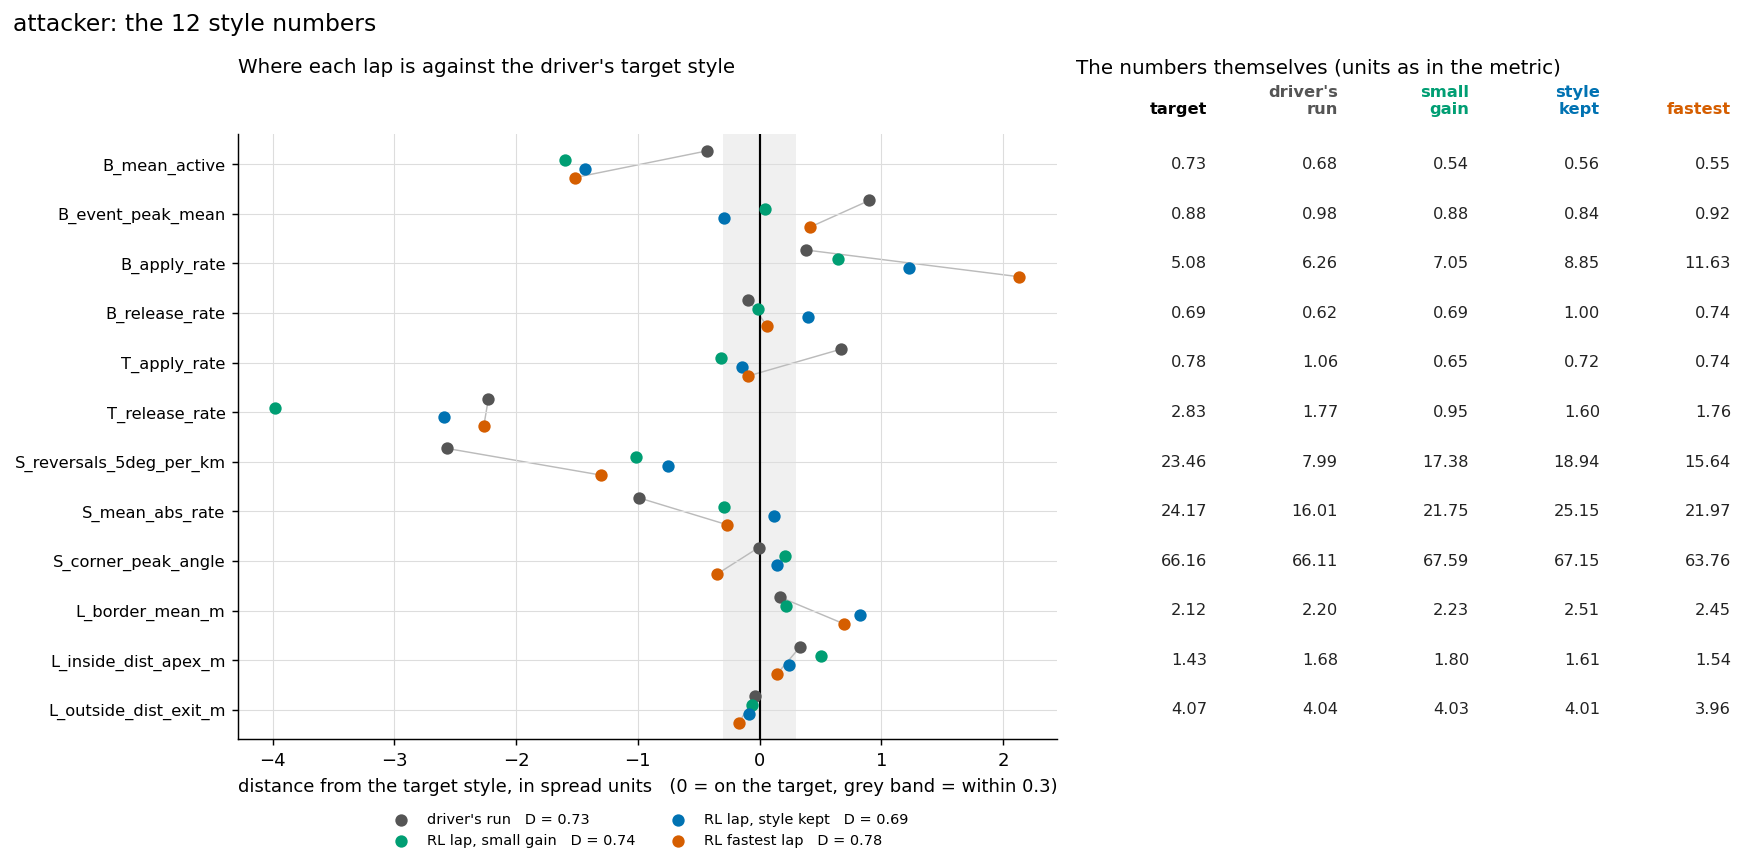 attacker: the 12 style numbers
Where each lap is against the driver's target style
The numbers themselves (units as in the metric)
target driver's run small gain style kept fastest
B_mean_active 0.73 0.68 0.54 0.56 0.55
B_event_peak_mean 0.88 0.98 0.88 0.84 0.92
B_apply_rate 5.08 6.26 7.05 8.85 11.63
B_release_rate 0.69 0.62 0.69 1.00 0.74
T_apply_rate 0.78 1.06 0.65 0.72 0.74
T_release_rate 2.83 1.77 0.95 1.60 1.76
S_reversals_5deg_per_km 23.46 7.99 17.38 18.94 15.64
S_mean_abs_rate 24.17 16.01 21.75 25.15 21.97
S_corner_peak_angle 66.16 66.11 67.59 67.15 63.76
L_border_mean_m 2.12 2.20 2.23 2.51 2.45
L_inside_dist_apex_m 1.43 1.68 1.80 1.61 1.54
L_outside_dist_exit_m 4.07 4.04 4.03 4.01 3.96
−4 −3 −2 −1 0 1 2
distance from the target style, in spread units (0 = on the target, grey band = within 0.3)
driver's run D = 0.73
RL lap, small gain D = 0.74
RL lap, style kept D = 0.69
RL fastest lap D = 0.78